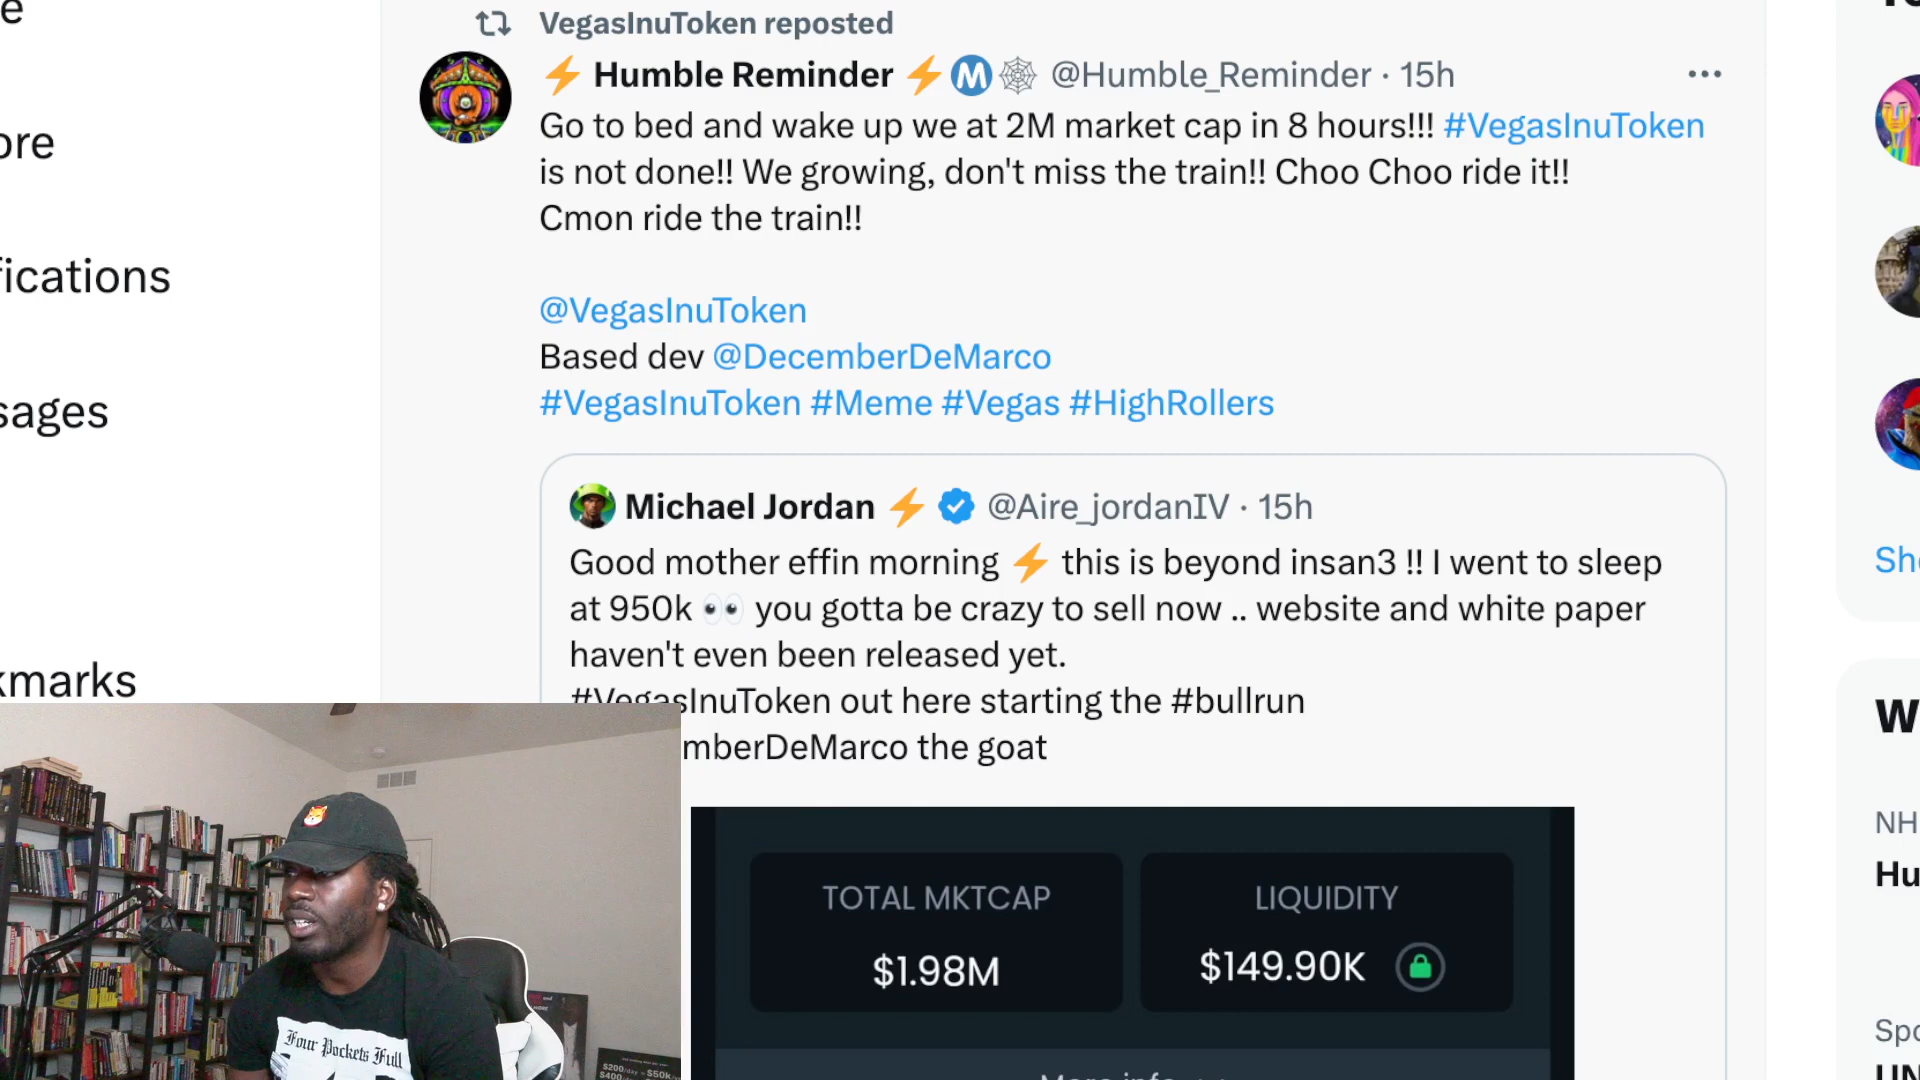 e
VegasInuToken reposted
Humble Reminder @Humble_Reminder · 15h
Go to bed and wake up we at 2M market cap in 8 hours!!! #VegasInuToken
is not done!! We growing, don't miss the train!! Choo Choo ride it!!
Cmon ride the train!!
@VegasInuToken
Based dev @DecemberDeMarco
#VegasInuToken #Meme #Vegas #HighRollers
Michael Jordan @Aire_jordanIV · 15h
Good mother effin morning this is beyond insan3 !! I went to sleep
at 950k you gotta be crazy to sell now .. website and white paper
haven't even been released yet.
#VegasInuToken out here starting the #bullrun
mberDeMarco the goat
TOTAL MKTCAP
$1.98M
LIQUIDITY
$149.90K
More info
ore
fications
sages
kmarks
Sho
W
NH
Hu
Spo
UN
Four Pockets Full
$200/day - $50K/